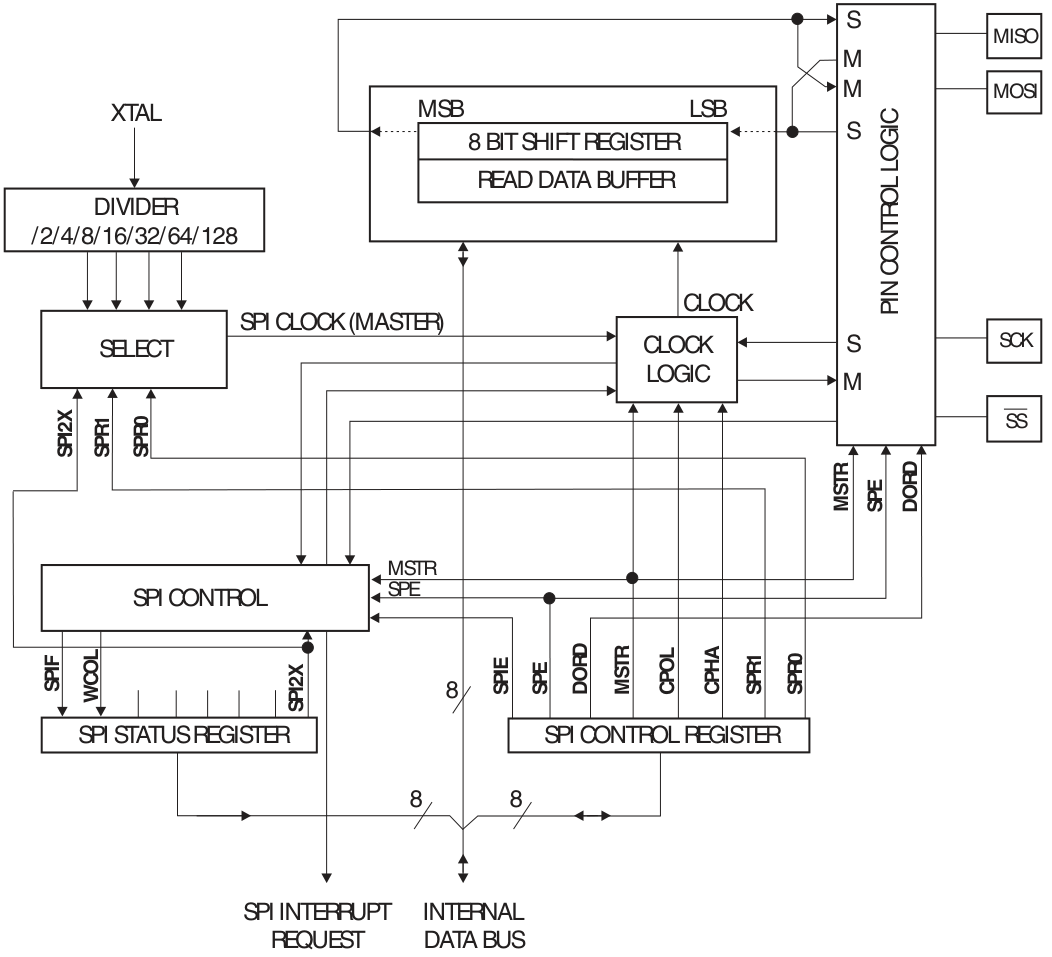 S
MISO
M
MOSI
M
S
MSB
LSB
8 BIT SHIFT REGISTER
READ DATA BUFFER
PIN CONTROL LOGIC
XTAL
DIVIDER
/2/4/8/16/32/64/128
SPI CLOCK (MASTER)
CLOCK
SELECT
CLOCK
LOGIC
S
M
SCK
SS
SPI2X
SPR1
SPR0
MSTR
SPE
DORD
MSTR
SPE
SPI CONTROL
SPIF
WCOL
SPI2X
8
SPIE
SPE
DORD
MSTR
CPOL
CPHA
SPR1
SPR0
SPI STATUS REGISTER
SPI CONTROL REGISTER
8
8
SPI INTERRUPT
REQUEST
INTERNAL
DATA BUS